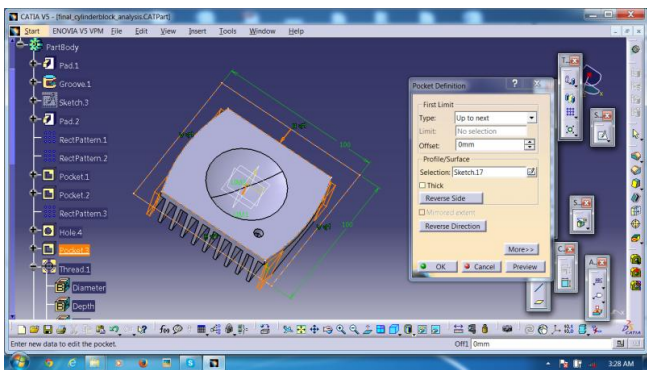 CATIA V5 - [final_cylinderblock_analysis.CATPart]
Start ENOVIA V5 VPM File Edit View Insert Tools Window Help
PartBody
Pad.1
Groove.1
Sketch.3
Pad.2
RectPattern.1
RectPattern.2
Pocket.1
Pocket.2
RectPattern.3
Hole.4
Pocket.3
Thread.1
Diameter
Depth
100
100
Pocket Definition
First Limit
Type: Up to next
Limit: No selection
Offset: 0mm
Profile/Surface
Selection: Sketch.17
Thick
Reverse Side
Mirrored extent
Reverse Direction
More>>
OK Cancel Preview
T...
S...
S...
C...
A...
CATIA
Enter new data to edit the pocket.
Off1 0mm
3:28 AM